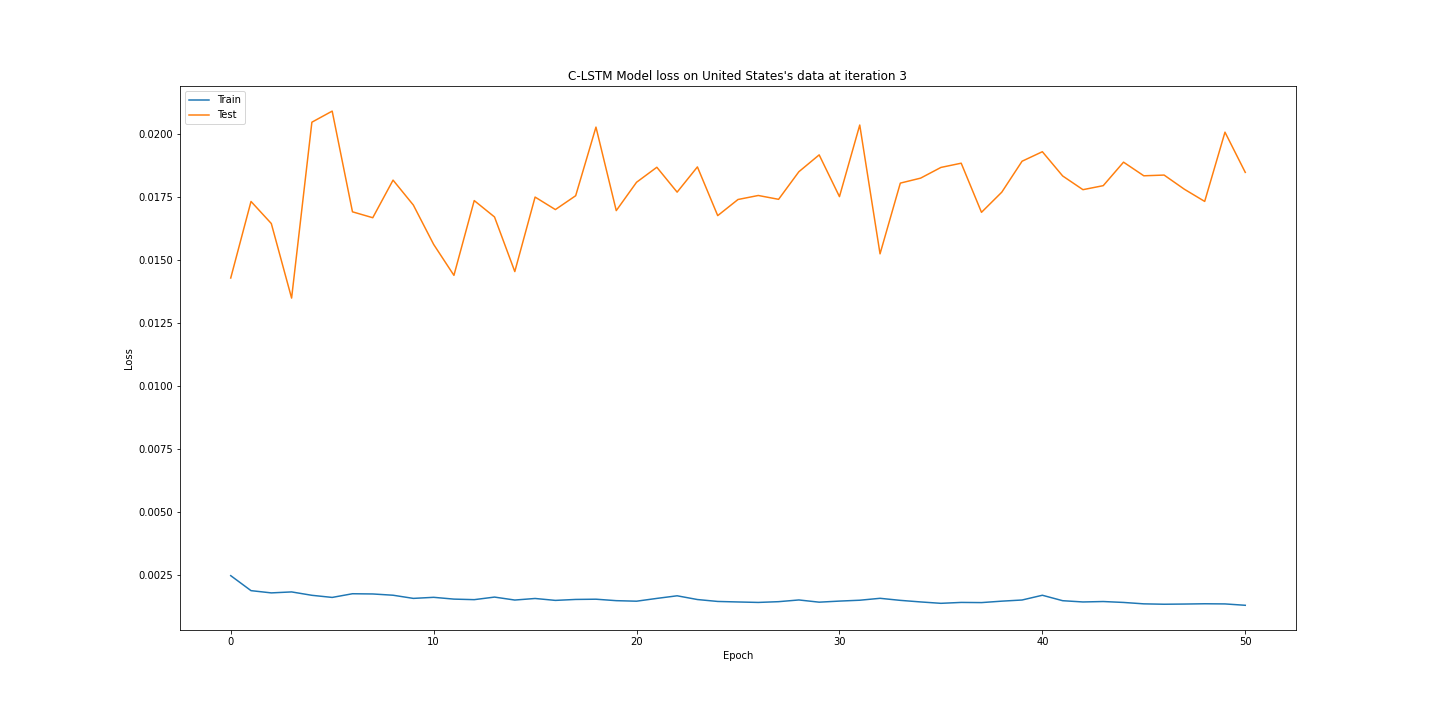 C-LSTM Model loss on United States's data at iteration 3
Train
Test
0.0200
0.0175
0.0150
0.0125
0.0100
0.0075
0.0050
0.0025
Loss
0 10 20 30 40 50
Epoch